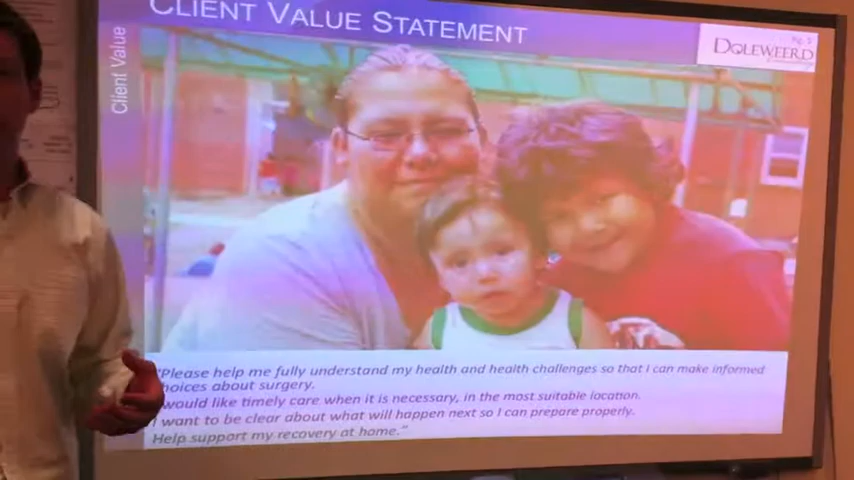 CLIENT VALUE STATEMENT
Client Value
DOLEWEERD
"Please help me fully understand my health and health challenges so that I can make informed
choices about surgery.
would like timely care when it is necessary, in the most suitable location.
I want to be clear about what will happen next so I can prepare properly.
Help support my recovery at home."